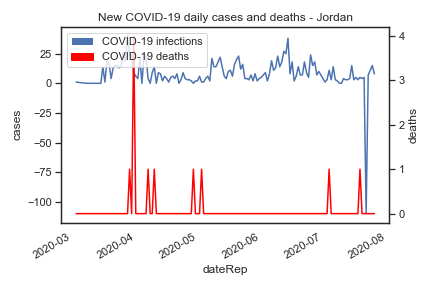 New COVID-19 daily cases and deaths - Jordan
COVID-19 infections
COVID-19 deaths
25
0
−25
−50
−75
−100
cases
4
3
2
1
0
deaths
2020-03
2020-04
2020-05
2020-06
2020-07
2020-08
dateRep